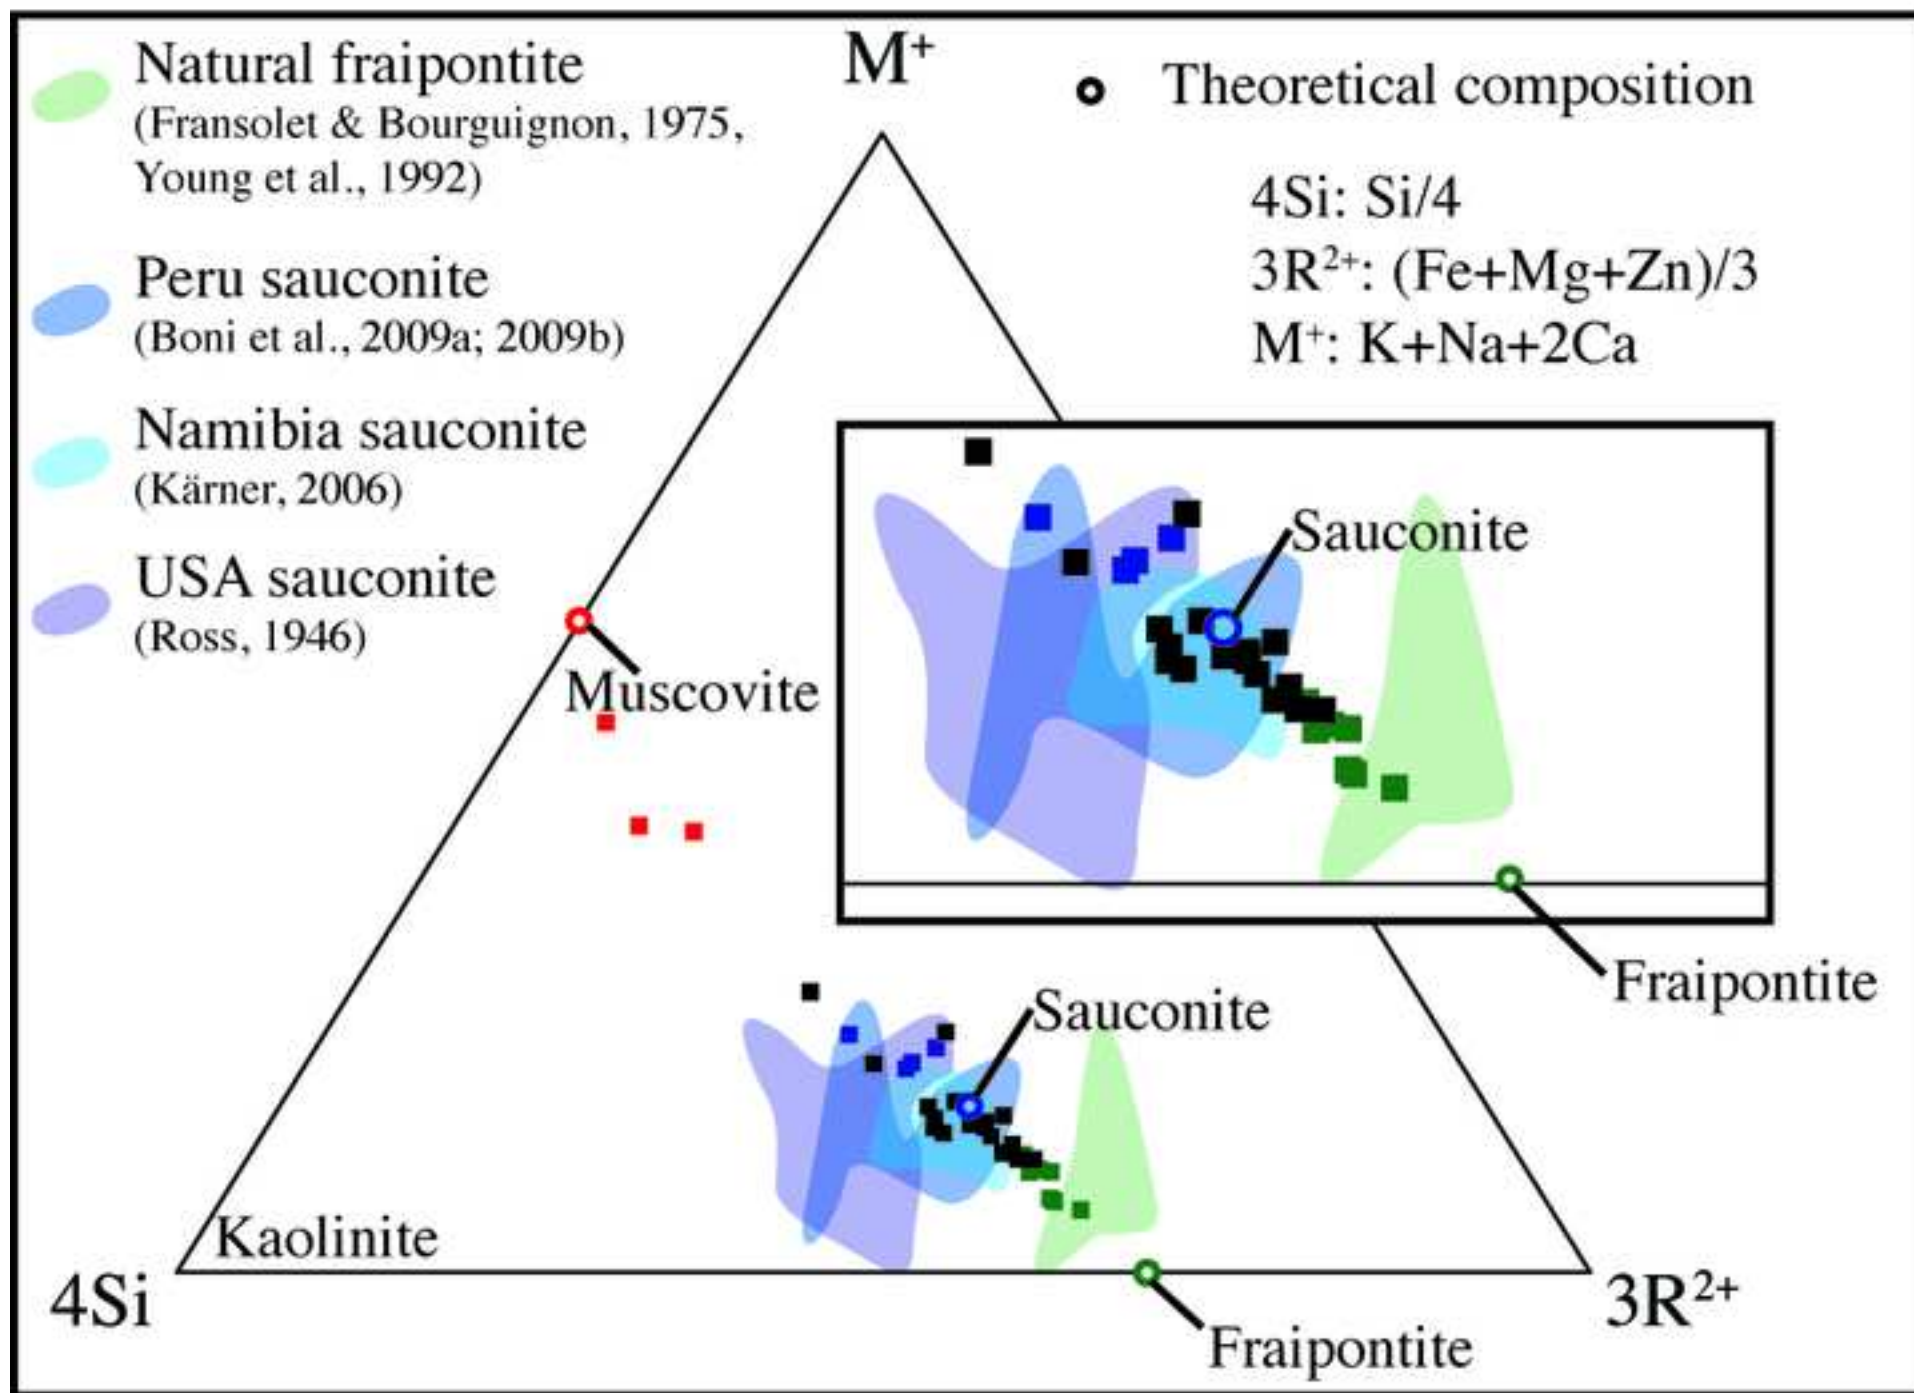 Natural fraipontite
(Fransolet & Bourguignon, 1975,
Young et al., 1992)
Peru sauconite
(Boni et al., 2009a; 2009b)
Namibia sauconite
(Kärner, 2006)
USA sauconite
(Ross, 1946)
M⁺
Theoretical composition
4Si: Si/4
3R²⁺: (Fe+Mg+Zn)/3
M⁺: K+Na+2Ca
Muscovite
Sauconite
Fraipontite
Sauconite
Kaolinite
4Si
3R²⁺
Fraipontite